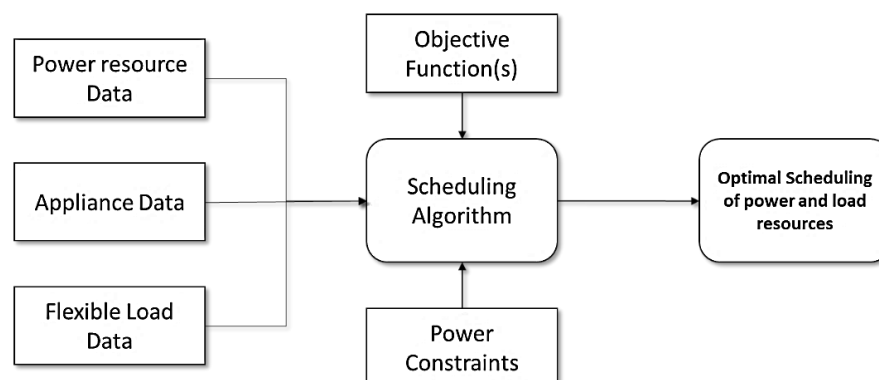 Power resource
Data
Objective
Function(s)
Appliance Data
Scheduling
Algorithm
Optimal Scheduling
of power and load
resources
Flexible Load
Data
Power
Constraints